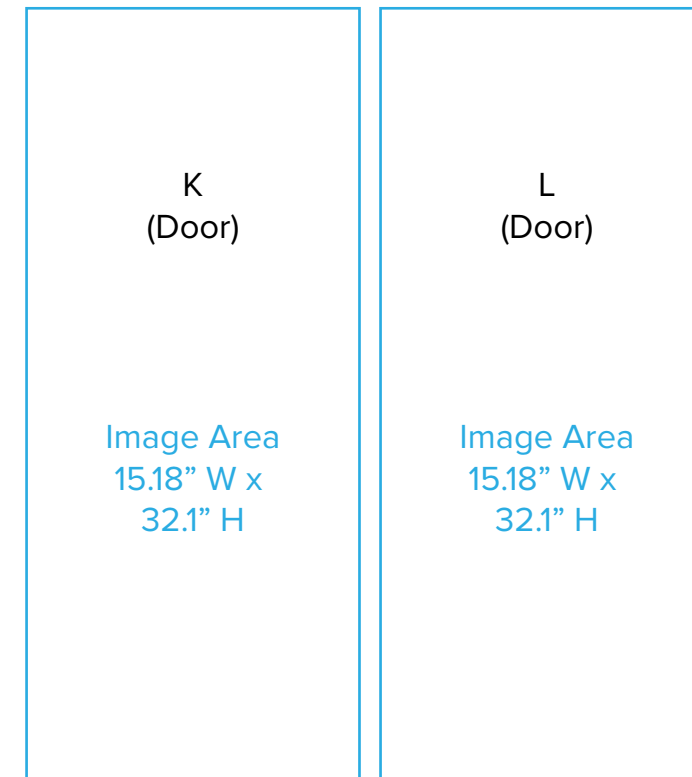 K
(Door)
Image Area
15.18” W x
32.1” H
L
(Door)
Image Area
15.18” W x
32.1” H